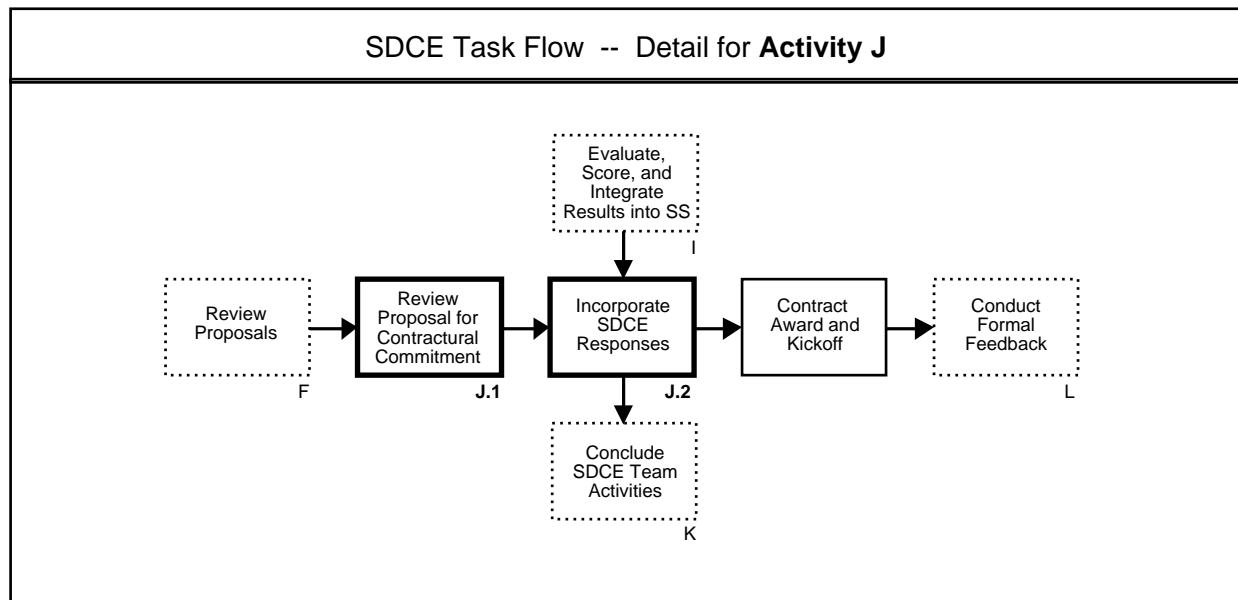 SDCE Task Flow -- Detail for Activity J
Evaluate,
Score, and
Integrate
Results into SS
I
Review
Proposals
F
Review
Proposal for
Contractural
Commitment
J.1
Incorporate
SDCE
Responses
J.2
Contract
Award and
Kickoff
Conduct
Formal
Feedback
L
Conclude
SDCE Team
Activities
K